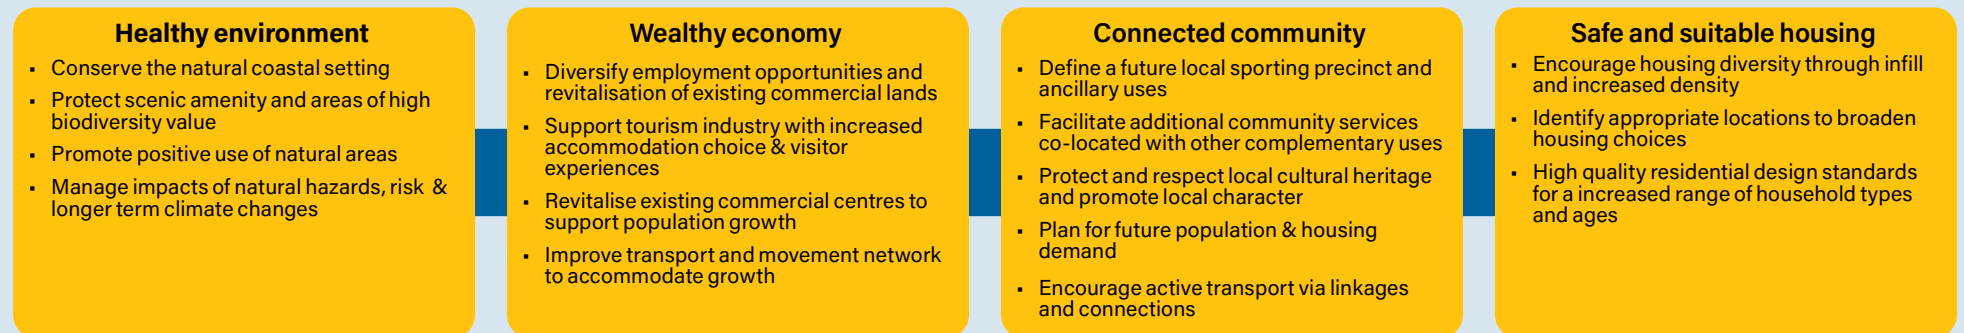 Healthy environment
▪ Conserve the natural coastal setting
▪ Protect scenic amenity and areas of high
biodiversity value
▪ Promote positive use of natural areas
▪ Manage impacts of natural hazards, risk &
longer term climate changes
Wealthy economy
▪ Diversify employment opportunities and
revitalisation of existing commercial lands
▪ Support tourism industry with increased
accommodation choice & visitor
experiences
▪ Revitalise existing commercial centres to
support population growth
▪ Improve transport and movement network
to accommodate growth
Connected community
▪ Define a future local sporting precinct and
ancillary uses
▪ Facilitate additional community services
co-located with other complementary uses
▪ Protect and respect local cultural heritage
and promote local character
▪ Plan for future population & housing
demand
▪ Encourage active transport via linkages
and connections
Safe and suitable housing
▪ Encourage housing diversity through infill
and increased density
▪ Identify appropriate locations to broaden
housing choices
▪ High quality residential design standards
for a increased range of household types
and ages